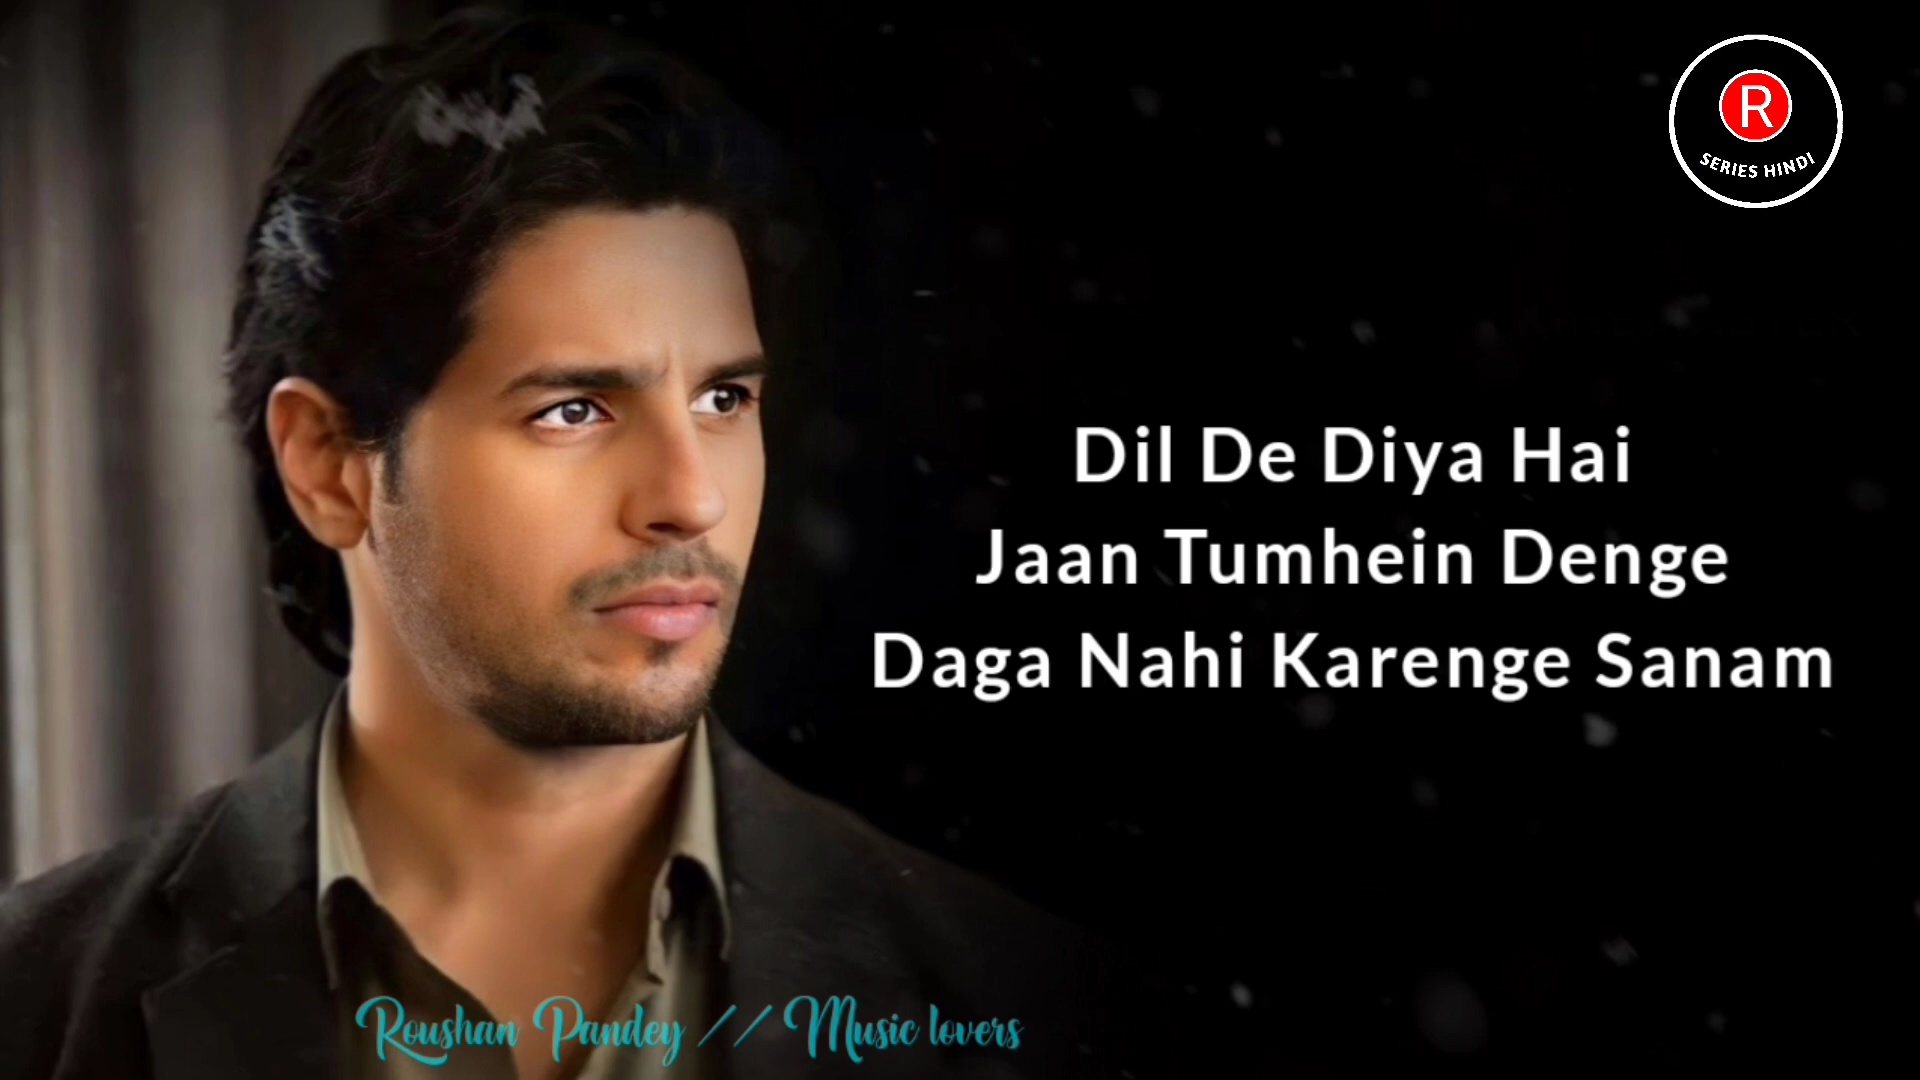 R
SERIES HINDI
Dil De Diya Hai
Jaan Tumhein Denge
Daga Nahi Karenge Sanam
Roushan Pandey // Music lovers